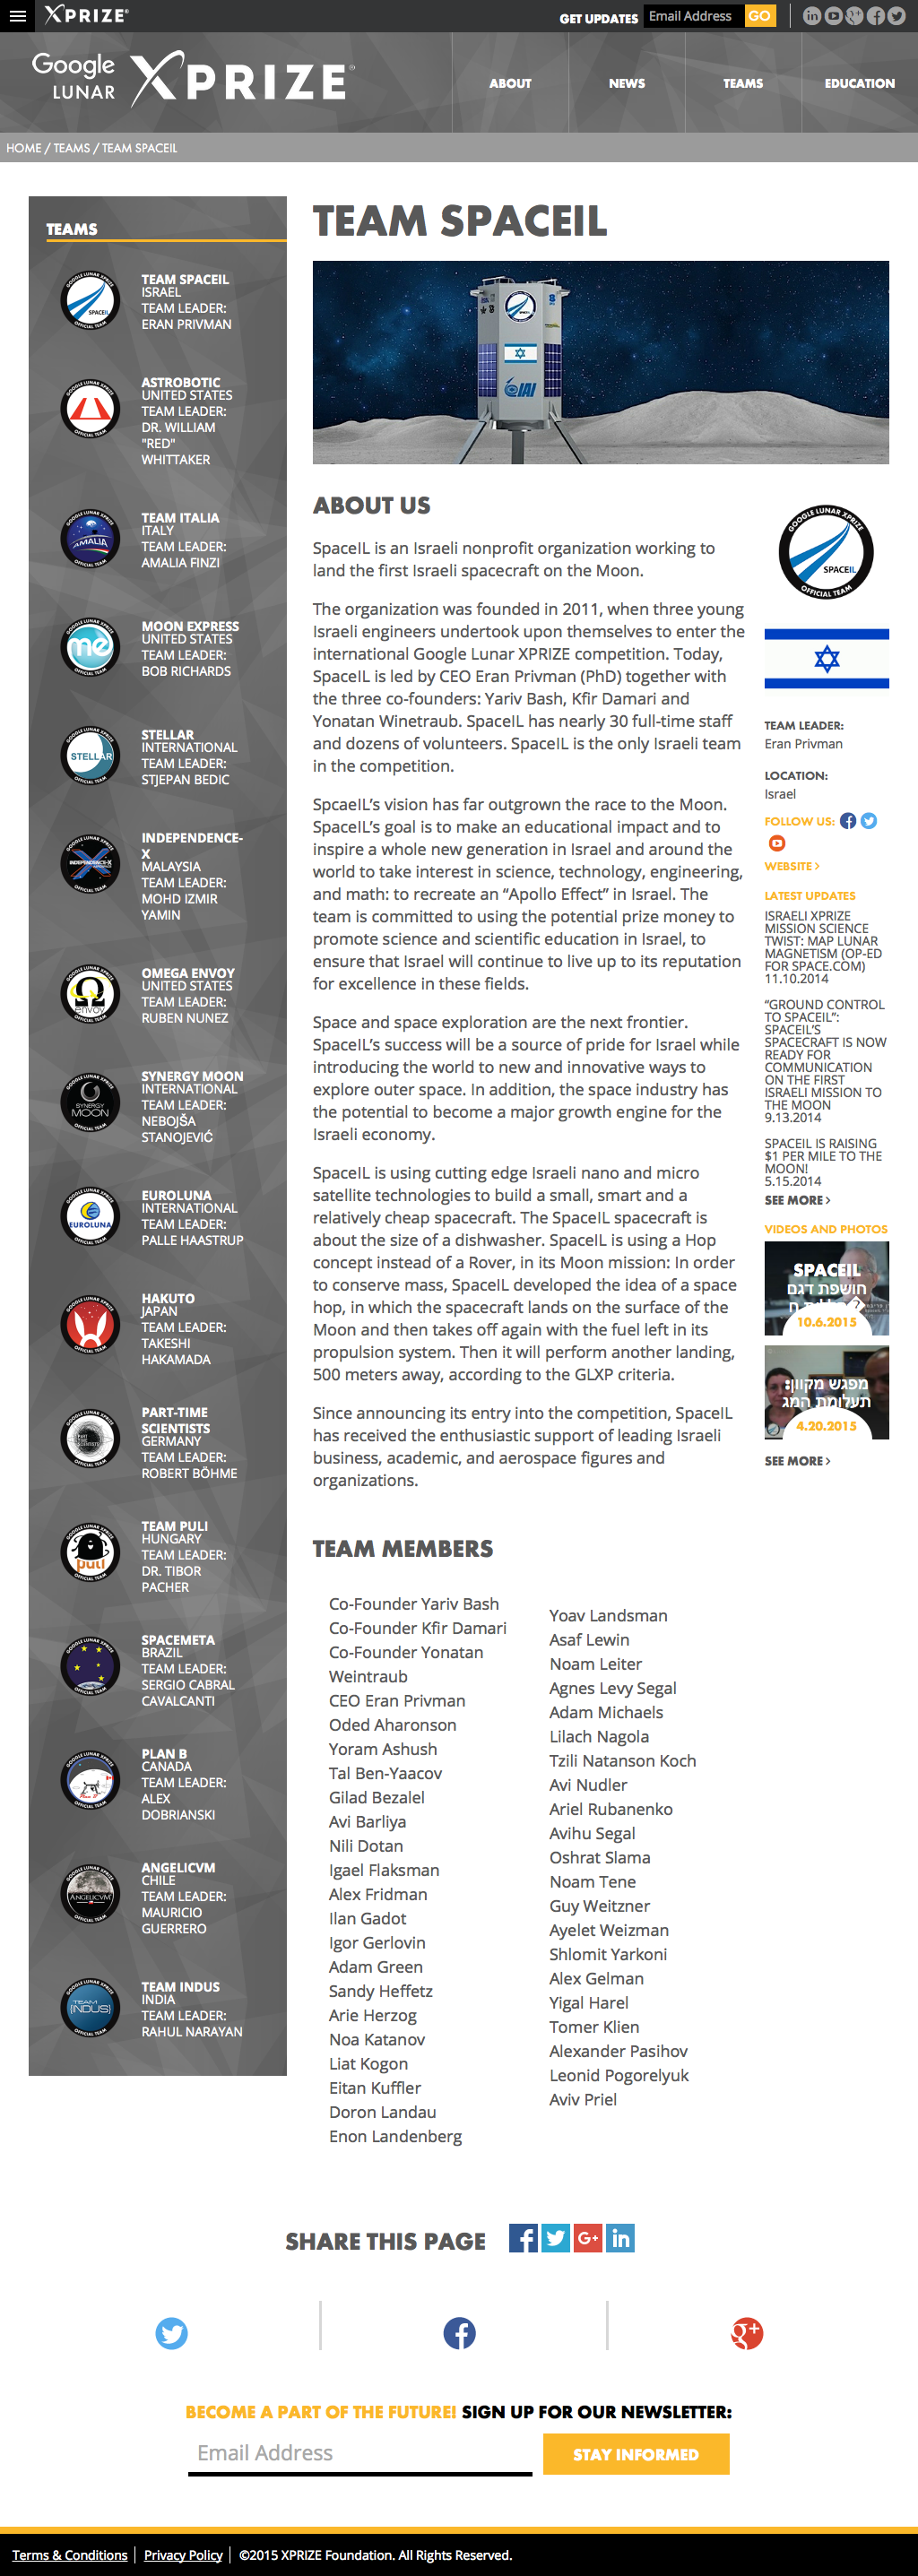 XPRIZE®
GET UPDATES
Email Address
GO
Google
LUNAR
XPRIZE®
ABOUT
NEWS
TEAMS
EDUCATION
HOME / TEAMS / TEAM SPACEIL
TEAMS
TEAM SPACEIL
ISRAEL
TEAM LEADER:
ERAN PRIVMAN
ASTROBOTIC
UNITED STATES
TEAM LEADER:
DR. WILLIAM
"RED"
WHITTAKER
TEAM ITALIA
ITALY
TEAM LEADER:
AMALIA FINZI
MOON EXPRESS
UNITED STATES
TEAM LEADER:
BOB RICHARDS
STELLAR
INTERNATIONAL
TEAM LEADER:
STJEPAN BEDIC
INDEPENDENCE-
X
MALAYSIA
TEAM LEADER:
MOHD IZMIR
YAMIN
OMEGA ENVOY
UNITED STATES
TEAM LEADER:
RUBEN NUNEZ
SYNERGY MOON
INTERNATIONAL
TEAM LEADER:
NEBOJŠA
STANOJEVIĆ
EUROLUNA
INTERNATIONAL
TEAM LEADER:
PALLE HAASTRUP
HAKUTO
JAPAN
TEAM LEADER:
TAKESHI
HAKAMADA
PART-TIME
SCIENTISTS
GERMANY
TEAM LEADER:
ROBERT BÖHME
TEAM PULI
HUNGARY
TEAM LEADER:
DR. TIBOR
PACHER
SPACEMETA
BRAZIL
TEAM LEADER:
SERGIO CABRAL
CAVALCANTI
PLAN B
CANADA
TEAM LEADER:
ALEX
DOBRIANSKI
ANGELICVM
CHILE
TEAM LEADER:
MAURICIO
GUERRERO
TEAM INDUS
INDIA
TEAM LEADER:
RAHUL NARAYAN
TEAM SPACEIL
SPACEIL
IAI
ABOUT US
SpaceIL is an Israeli nonprofit organization working to
land the first Israeli spacecraft on the Moon.
The organization was founded in 2011, when three young
Israeli engineers undertook upon themselves to enter the
international Google Lunar XPRIZE competition. Today,
SpaceIL is led by CEO Eran Privman (PhD) together with
the three co-founders: Yariv Bash, Kfir Damari and
Yonatan Winetraub. SpaceIL has nearly 30 full-time staff
and dozens of volunteers. SpaceIL is the only Israeli team
in the competition.
SpcaeIL’s vision has far outgrown the race to the Moon.
SpaceIL’s goal is to make an educational impact and to
inspire a whole new generation in Israel and around the
world to take interest in science, technology, engineering,
and math: to recreate an “Apollo Effect” in Israel. The
team is committed to using the potential prize money to
promote science and scientific education in Israel, to
ensure that Israel will continue to live up to its reputation
for excellence in these fields.
Space and space exploration are the next frontier.
SpaceIL’s success will be a source of pride for Israel while
introducing the world to new and innovative ways to
explore outer space. In addition, the space industry has
the potential to become a major growth engine for the
Israeli economy.
SpaceIL is using cutting edge Israeli nano and micro
satellite technologies to build a small, smart and a
relatively cheap spacecraft. The SpaceIL spacecraft is
about the size of a dishwasher. SpaceIL is using a Hop
concept instead of a Rover, in its Moon mission: In order
to conserve mass, SpaceIL developed the idea of a space
hop, in which the spacecraft lands on the surface of the
Moon and then takes off again with the fuel left in its
propulsion system. Then it will perform another landing,
500 meters away, according to the GLXP criteria.
Since announcing its entry into the competition, SpaceIL
has received the enthusiastic support of leading Israeli
business, academic, and aerospace figures and
organizations.
GOOGLE LUNAR XPRIZE
SPACEIL
OFFICIAL TEAM
TEAM LEADER:
Eran Privman
LOCATION:
Israel
FOLLOW US:
WEBSITE >
LATEST UPDATES
ISRAELI XPRIZE
MISSION SCIENCE
TWIST: MAP LUNAR
MAGNETISM (OP-ED
FOR SPACE.COM)
11.10.2014
“GROUND CONTROL
TO SPACEIL”:
SPACEIL’S
SPACECRAFT IS NOW
READY FOR
COMMUNICATION
ON THE FIRST
ISRAELI MISSION TO
THE MOON
9.13.2014
SPACEIL IS RAISING
$1 PER MILE TO THE
MOON!
5.15.2014
SEE MORE >
VIDEOS AND PHOTOS
SPACEIL
חושפת דגם
10.6.2015
מפגש מקוון:
תעלומת המג
4.20.2015
SEE MORE >
TEAM MEMBERS
Co-Founder Yariv Bash
Co-Founder Kfir Damari
Co-Founder Yonatan
Weintraub
CEO Eran Privman
Oded Aharonson
Yoram Ashush
Tal Ben-Yaacov
Gilad Bezalel
Avi Barliya
Nili Dotan
Igael Flaksman
Alex Fridman
Ilan Gadot
Igor Gerlovin
Adam Green
Sandy Heffetz
Arie Herzog
Noa Katanov
Liat Kogon
Eitan Kuffler
Doron Landau
Enon Landenberg
Yoav Landsman
Asaf Lewin
Noam Leiter
Agnes Levy Segal
Adam Michaels
Lilach Nagola
Tzili Natanson Koch
Avi Nudler
Ariel Rubanenko
Avihu Segal
Oshrat Slama
Noam Tene
Guy Weitzner
Ayelet Weizman
Shlomit Yarkoni
Alex Gelman
Yigal Harel
Tomer Klien
Alexander Pasihov
Leonid Pogorelyuk
Aviv Priel
SHARE THIS PAGE
BECOME A PART OF THE FUTURE! SIGN UP FOR OUR NEWSLETTER:
Email Address
STAY INFORMED
Terms & Conditions | Privacy Policy | ©2015 XPRIZE Foundation. All Rights Reserved.